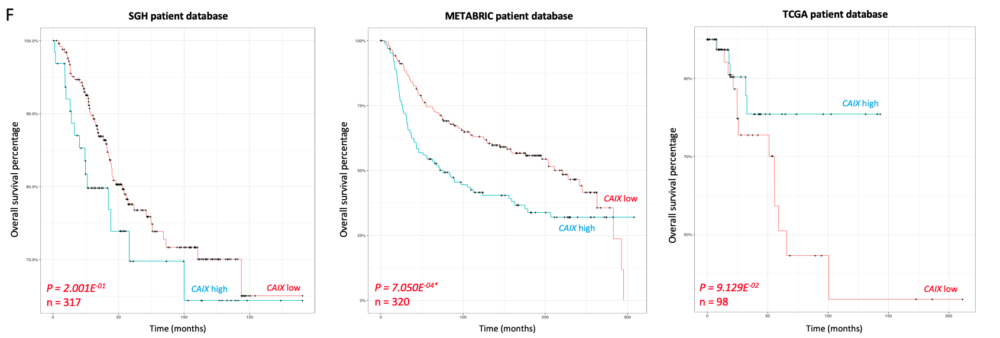 F
SGH patient database
METABRIC patient database
TCGA patient database
Overall survival percentage
100.0%
90.0%
80.0%
70.0%
P = 2.001E-01
n = 317
CAIX high
CAIX low
0
50
100
150
Time (months)
Overall survival percentage
100%
75%
50%
25%
0%
P = 7.050E-04*
n = 320
CAIX low
CAIX high
0
100
200
300
Time (months)
Overall survival percentage
90%
70%
50%
CAIX high
P = 9.129E-02
n = 98
CAIX low
0
50
100
150
200
Time (months)